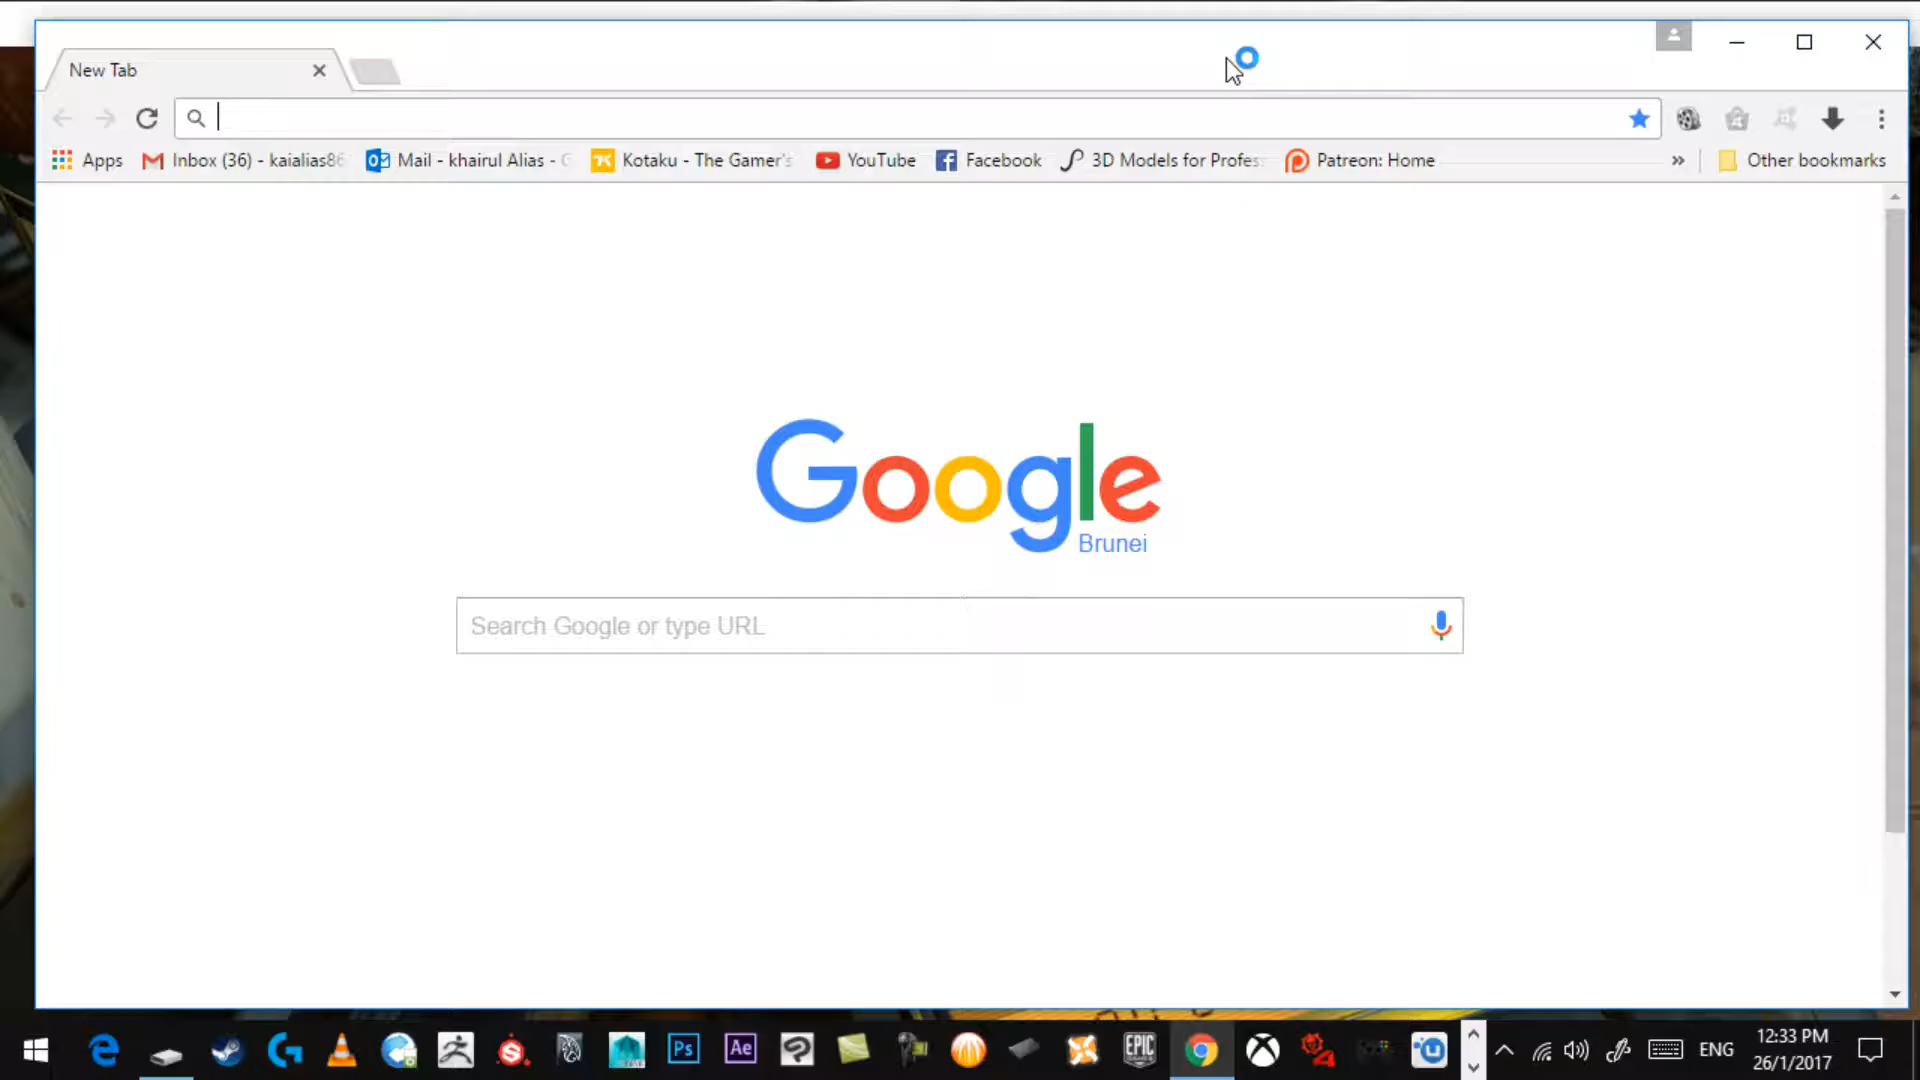 New Tab
Apps
Inbox (36) - kaialias86
Mail - khairul Alias -
Kotaku - The Gamer's
YouTube
Facebook
3D Models for Profes
Patreon: Home
»
Other bookmarks
Google
Brunei
Search Google or type URL
Ps
Ae
EPIC
ENG
12:33 PM
26/1/2017